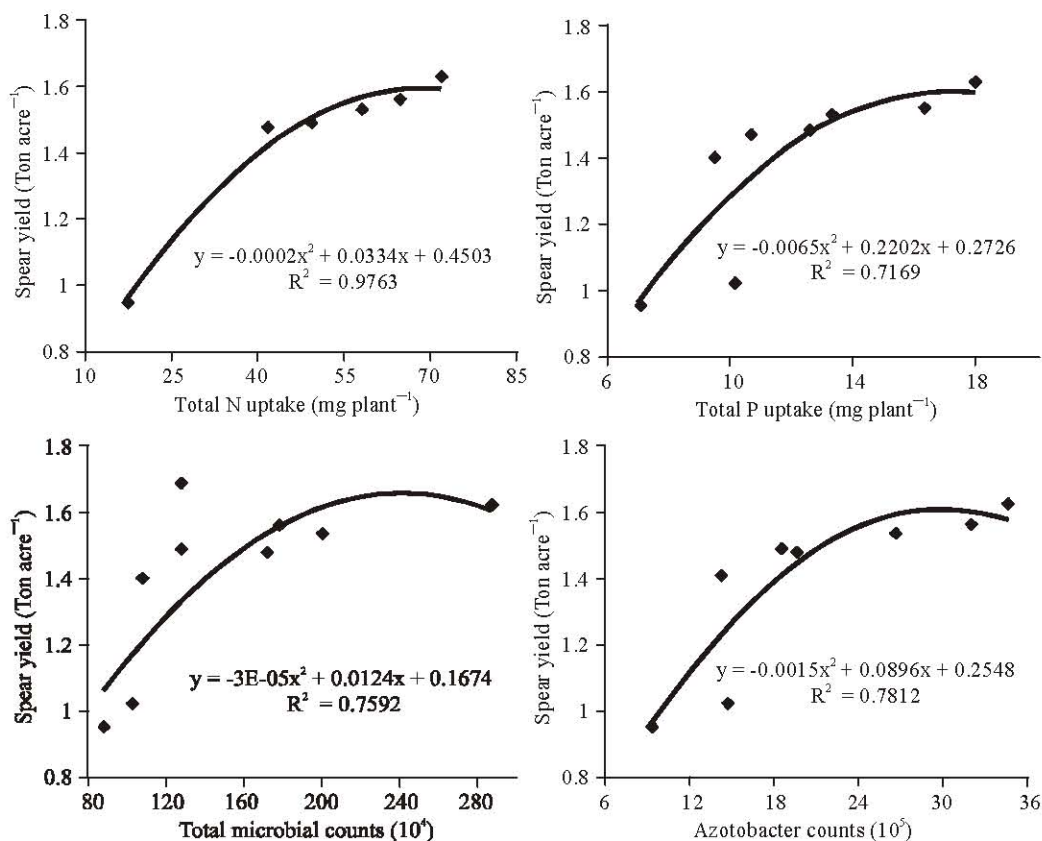 1.8
1.6
1.4
1.2
1
0.8
Spear yield (Ton acre⁻¹)
y = -0.0002x² + 0.0334x + 0.4503
R² = 0.9763
10 25 40 55 70 85
Total N uptake (mg plant⁻¹)
1.8
1.6
1.4
1.2
1
0.8
Spear yield (Ton acre⁻¹)
y = -0.0065x² + 0.2202x + 0.2726
R² = 0.7169
6 10 14 18
Total P uptake (mg plant⁻¹)
1.8
1.6
1.4
1.2
1
0.8
Spear yield (Ton acre⁻¹)
y = -3E-05x² + 0.0124x + 0.1674
R² = 0.7592
80 120 160 200 240 280
Total microbial counts (10⁴)
1.8
1.6
1.4
1.2
1
0.8
Spear yield (Ton acre⁻¹)
y = -0.0015x² + 0.0896x + 0.2548
R² = 0.7812
6 12 18 24 30 36
Azotobacter counts (10⁵)